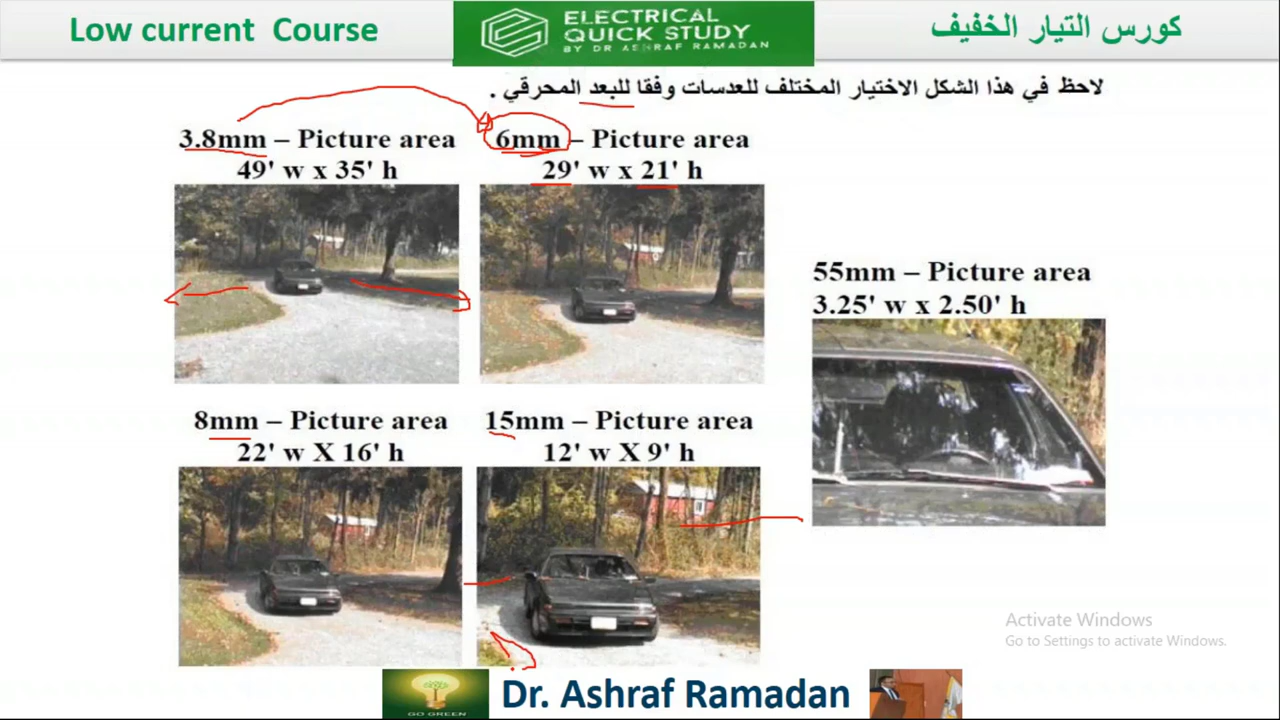 Low current Course
ELECTRICAL
QUICK STUDY
BY DR ASHRAF RAMADAN
كورس التيار الخفيف
لاحظ في هذا الشكل الاختيار المختلف للعدسات وفقا للبعد المحرقي .
3.8mm – Picture area
49' w x 35' h
6mm – Picture area
29' w x 21' h
55mm – Picture area
3.25' w x 2.50' h
8mm – Picture area
22' w X 16' h
15mm – Picture area
12' w X 9' h
Activate Windows
Go to Settings to activate Windows.
GO GREEN
Dr. Ashraf Ramadan